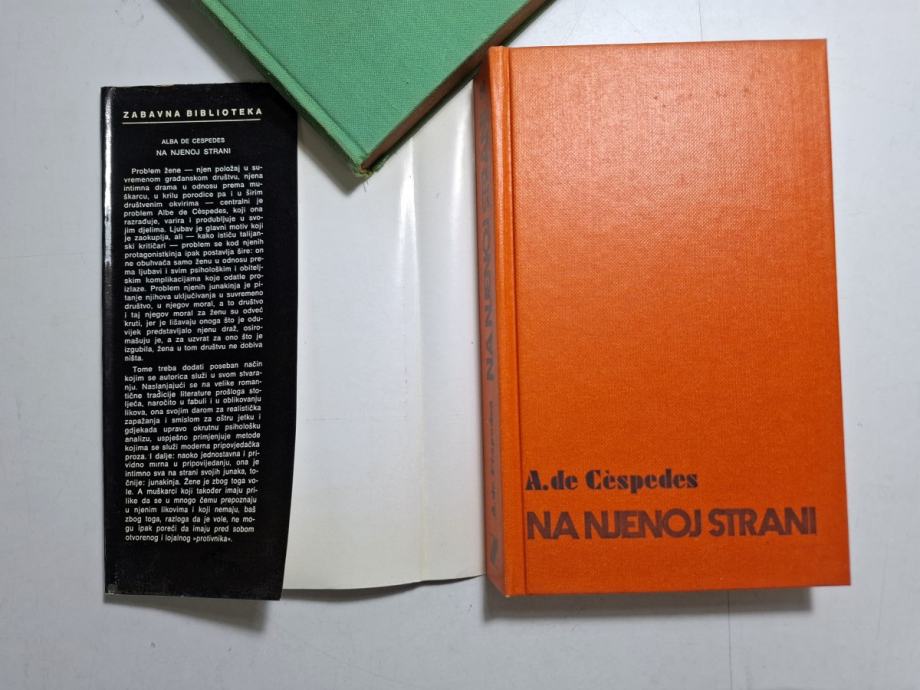 ZABAVNA BIBLIOTEKA
ALBA DE CESPEDES
NA NJENOJ STRANI
Problem žene — njen položaj u su-
vremenom građanskom društvu, njena
intimna drama u odnosu prema mu-
škarcu, u krilu porodice pa i u širim
društvenim okvirima — centralni je
problem Albe de Cèspedes, koji ona
razrađuje, varira i produbljuje u svo-
jim djelima. Ljubav je glavni motiv koji
je zaokuplja, ali — kako ističu talijan-
ski kritičari — problem se kod njenih
protagonistkinja ipak postavlja šire: on
ne obuhvaća samo ženu u odnosu pre-
ma ljubavi i svim psihološkim i obitelj-
skim komplikacijama koje odatle pro-
izlaze. Problem njenih junakinja je pi-
tanje njihova uključivanja u suvremeno
društvo, u njegov moral, a to društvo
i taj njegov moral za ženu su odveć
kruti, jer je lišavaju onoga što je odu-
vijek predstavljalo njenu draž, osiro-
mašuju je, a za uzvrat za ono što je
izgubila, žena u tom društvu ne dobiva
ništa.
Tome treba dodati poseban način
kojim se autorica služi u svom stvara-
nju. Naslanjajući se na velike roman-
tične tradicije literature prošloga sto-
ljeća, naročito u fabuli i u oblikovanju
likova, ona svojim darom za realistička
zapažanja i smislom za oštru jetku i
gdjekada upravo okrutnu psihološku
analizu, uspješno primjenjuje metode
kojima se služi moderna pripovjedačka
proza. I dalje: naoko jednostavna i pri-
vidno mirna u pripovijedanju, ona je
intimno sva na strani svojih junaka, to-
čnije: junakinja. Žene je zbog toga vo-
le. A muškarci koji također imaju pri-
like da se u mnogo čemu prepoznaju
u njenim likovima i koji nemaju, baš
zbog toga, razloga da je vole, ne mo-
gu ipak poreći da imaju pred sobom
otvorenog i lojalnog »protivnika«.
A. de Cèspedes NA NJENOJ STRANI
A. de Cèspedes
NA NJENOJ STRANI